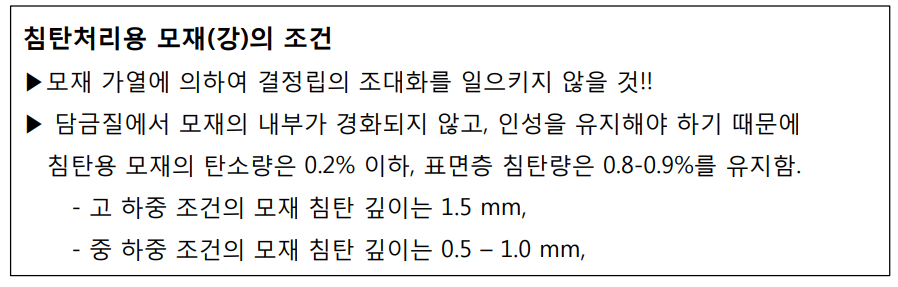 침탄처리용 모재(강)의 조건
▶모재 가열에 의하여 결정립의 조대화를 일으키지 않을 것!!
▶ 담금질에서 모재의 내부가 경화되지 않고, 인성을 유지해야 하기 때문에
침탄용 모재의 탄소량은 0.2% 이하, 표면층 침탄량은 0.8-0.9%를 유지함.
- 고 하중 조건의 모재 침탄 깊이는 1.5 mm,
- 중 하중 조건의 모재 침탄 깊이는 0.5 – 1.0 mm,